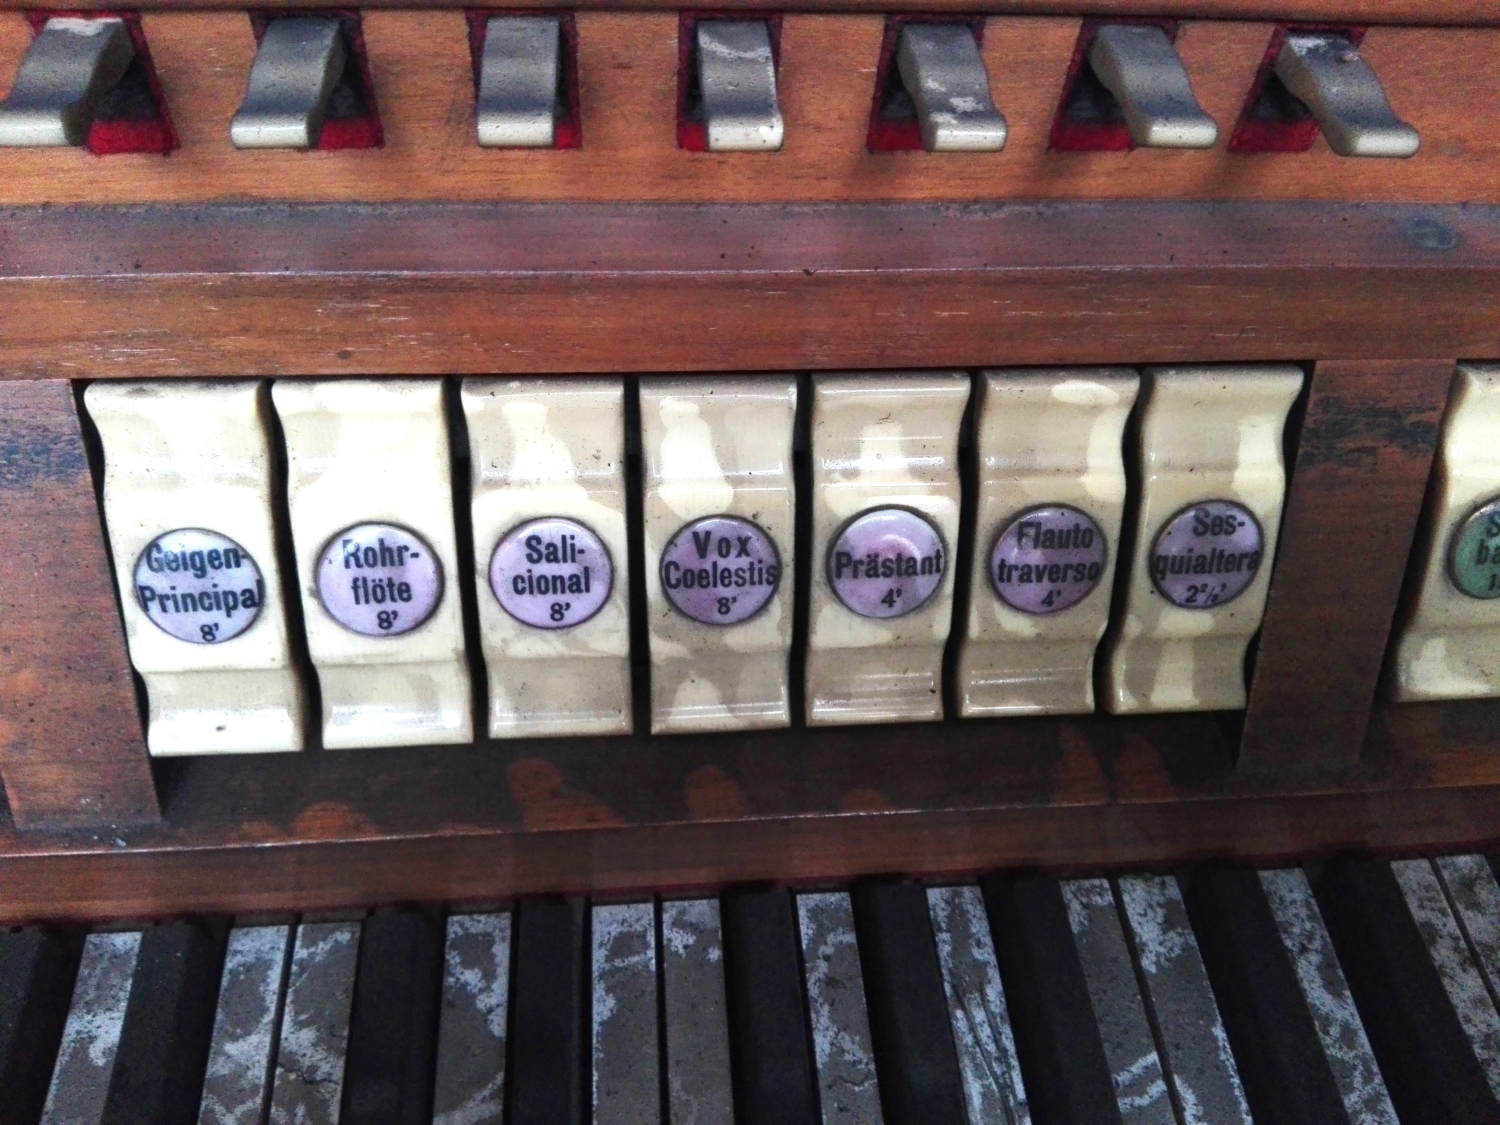 Geigen-
Principal
8'
Rohr-
flöte
8'
Sali-
cional
8'
Vox
Coelestis
8'
Prästant
4'
Flauto
traverso
4'
Ses-
quialtera
2²/₃'